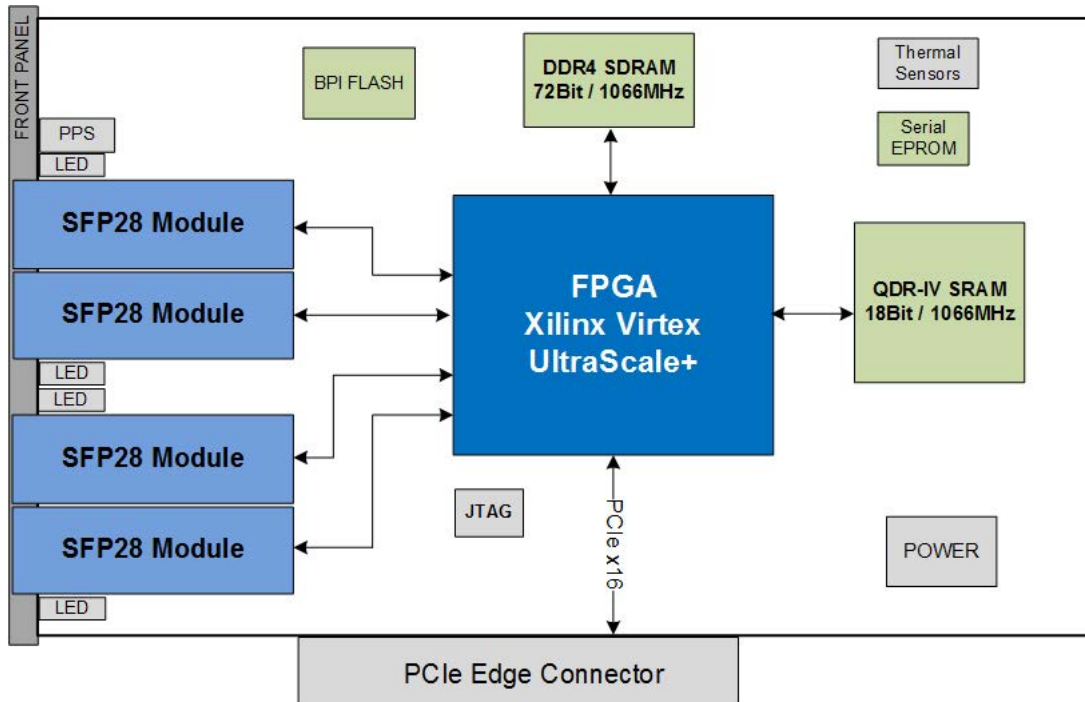 FRONT PANEL
BPI FLASH
DDR4 SDRAM
72Bit / 1066MHz
Thermal
Sensors
PPS
LED
Serial
EPROM
SFP28 Module
SFP28 Module
FPGA
Xilinx Virtex
UltraScale+
QDR-IV SRAM
18Bit / 1066MHz
LED
LED
SFP28 Module
SFP28 Module
JTAG
PCIe x16
POWER
LED
PCIe Edge Connector